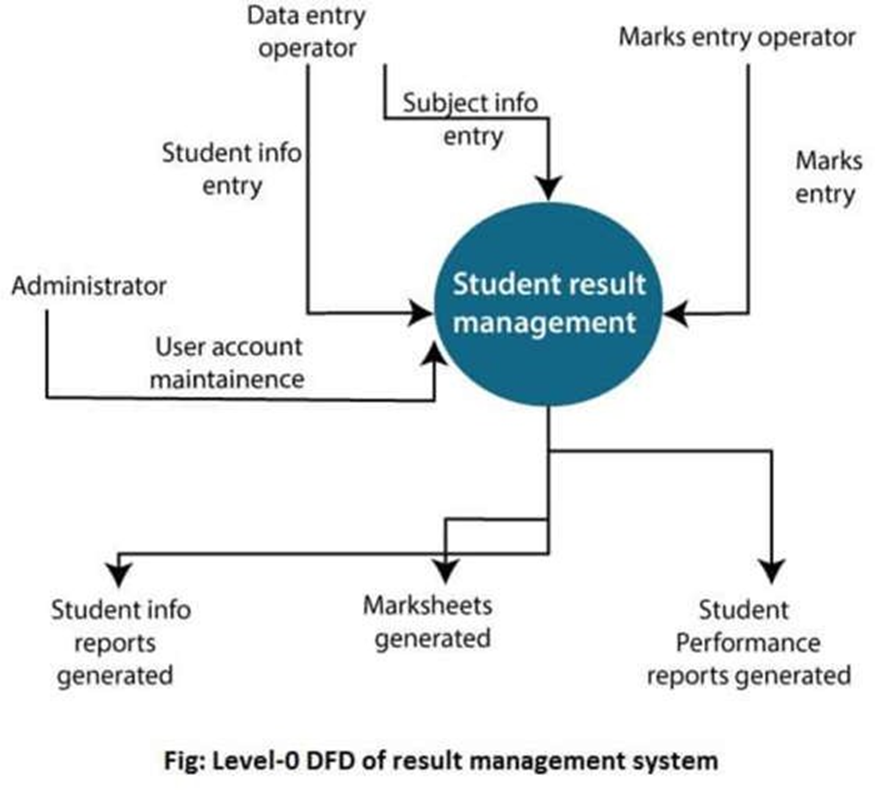 Data entry
operator
Marks entry operator
Subject info
entry
Student info
entry
Marks
entry
Administrator
Student result
management
User account
maintainence
Student info
reports
generated
Marksheets
generated
Student
Performance
reports generated
Fig: Level-0 DFD of result management system